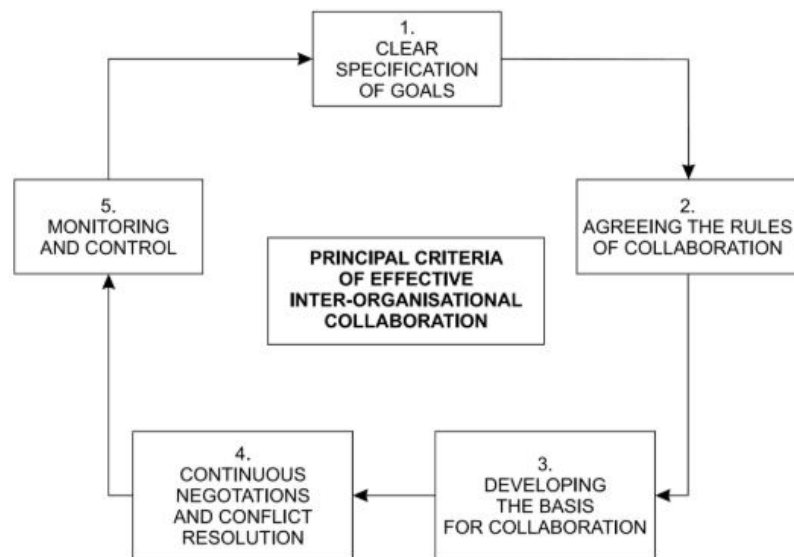 1.
CLEAR
SPECIFICATION
OF GOALS
2.
AGREEING THE RULES
OF COLLABORATION
3.
DEVELOPING
THE BASIS
FOR COLLABORATION
4.
CONTINUOUS
NEGOTATIONS
AND CONFLICT
RESOLUTION
5.
MONITORING
AND CONTROL
PRINCIPAL CRITERIA
OF EFFECTIVE
INTER-ORGANISATIONAL
COLLABORATION